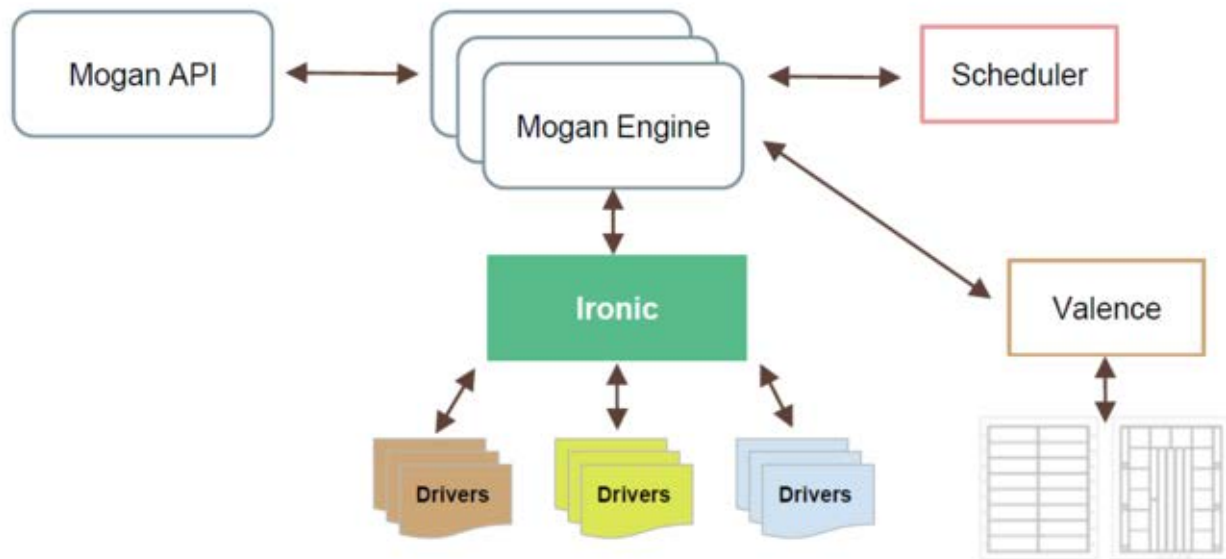 Mogan API
Mogan Engine
Scheduler
Ironic
Valence
Drivers
Drivers
Drivers